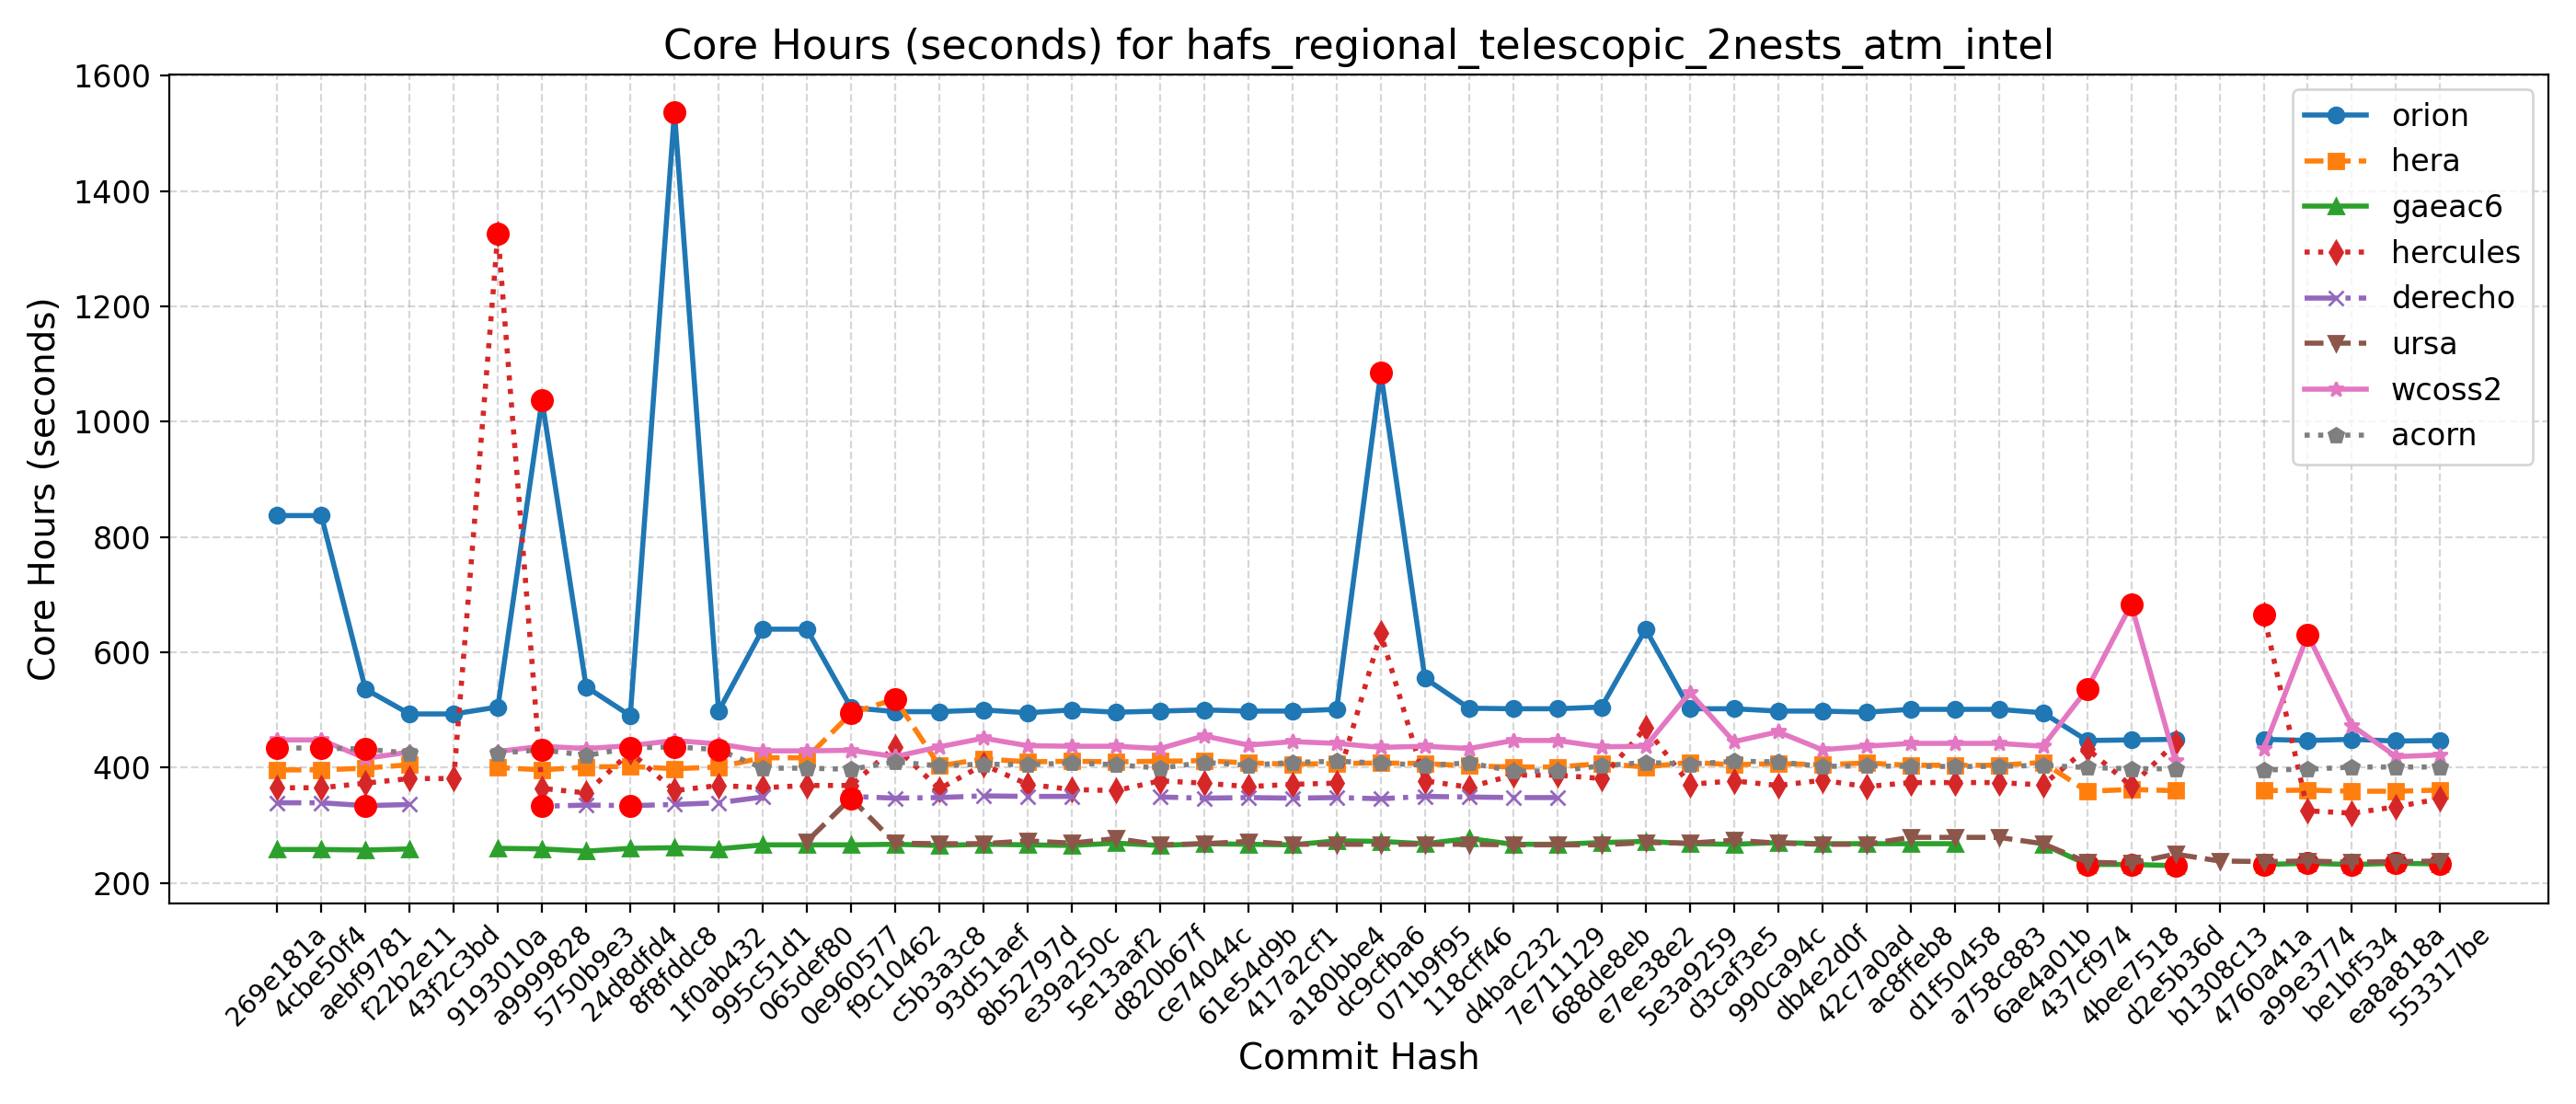 Core Hours (seconds) for hafs_regional_telescopic_2nests_atm_intel
Core Hours (seconds)
1600
1400
1200
1000
800
600
400
200
orion
hera
gaeac6
hercules
derecho
ursa
wcoss2
acorn
269e181a
4cbe50f4
aebf9781
f22b2e11
43f2c3bd
9193010a
a9999828
5750b9e3
24d8dfd4
8f8fddc8
1f0ab432
995c51d1
065def80
0e960577
f9c10462
c5b3a3c8
93d51aef
8b52797d
e39a250c
5e13aaf2
d820b67f
ce74044c
61e54d9b
417a2cf1
a180bbe4
dc9cfba6
071b9f95
118cff46
d4bac232
7e711129
688de8eb
e7ee38e2
5e3a9259
d3caf3e5
990ca94c
db4e2d0f
42c7a0ad
ac8ffeb8
d1f50458
a758c883
6ae4a01b
437cf974
4bee7518
d2e5b36d
b1308c13
4760a41a
a99e3774
be1bf534
ea8a818a
553317be
Commit Hash